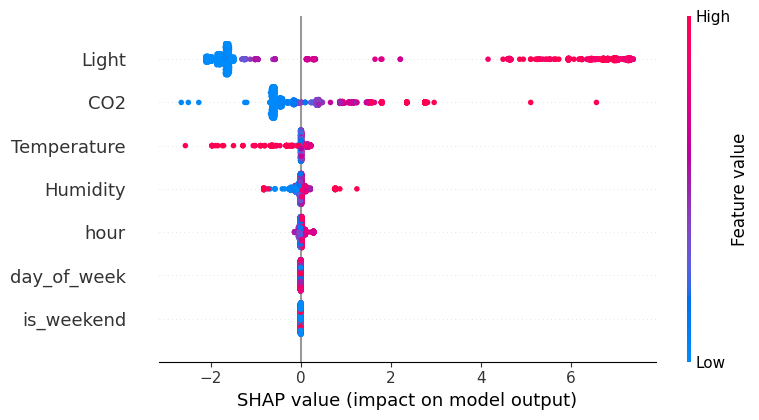 High
Light
CO2
Temperature
Humidity
hour
day_of_week
is_weekend
Feature value
Low
−2 0 2 4 6
SHAP value (impact on model output)